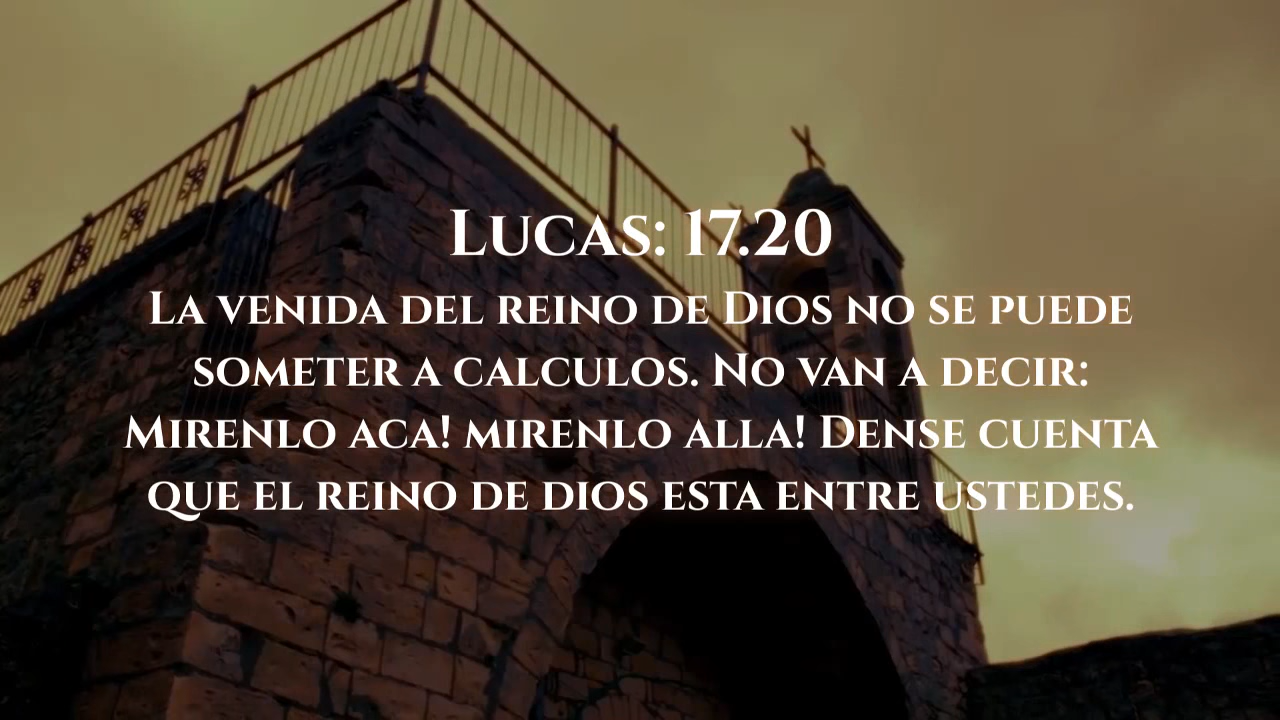 Lucas: 17.20
La venida del reino de Dios no se puede
someter a calculos. No van a decir:
Mirenlo aca! mirenlo alla! Dense cuenta
que el reino de dios esta entre ustedes.